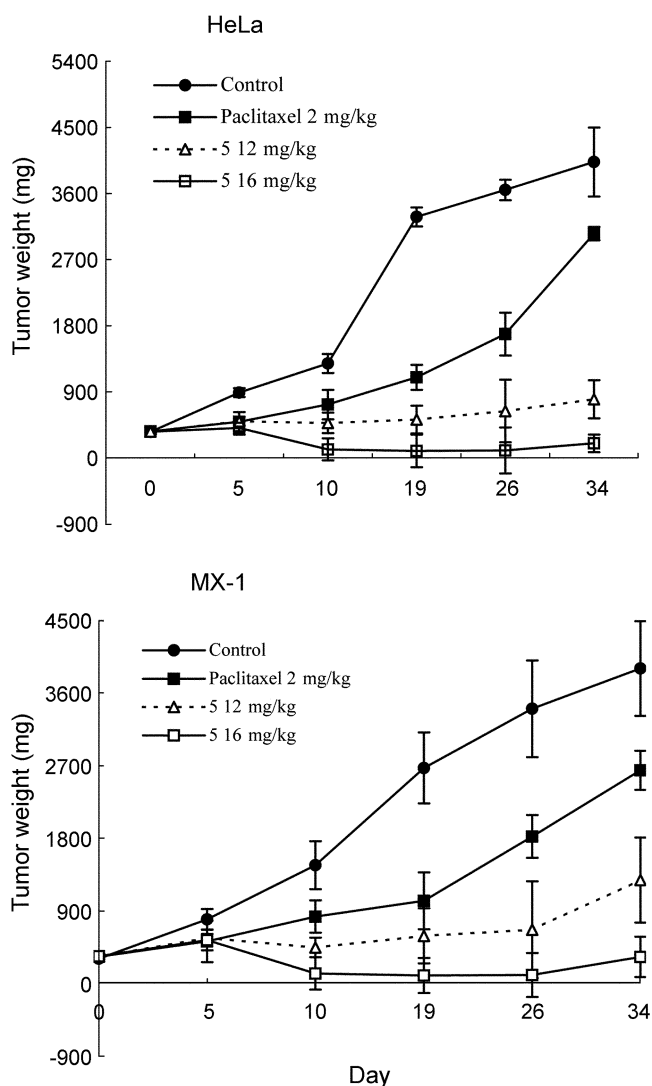 HeLa
5400
4500
3600
2700
1800
900
0
-900
Tumor weight (mg)
Control
Paclitaxel 2 mg/kg
5 12 mg/kg
5 16 mg/kg
0 5 10 19 26 34
MX-1
4500
3600
2700
1800
900
0
-900
Tumor weight (mg)
Control
Paclitaxel 2 mg/kg
5 12 mg/kg
5 16 mg/kg
0 5 10 19 26 34
Day